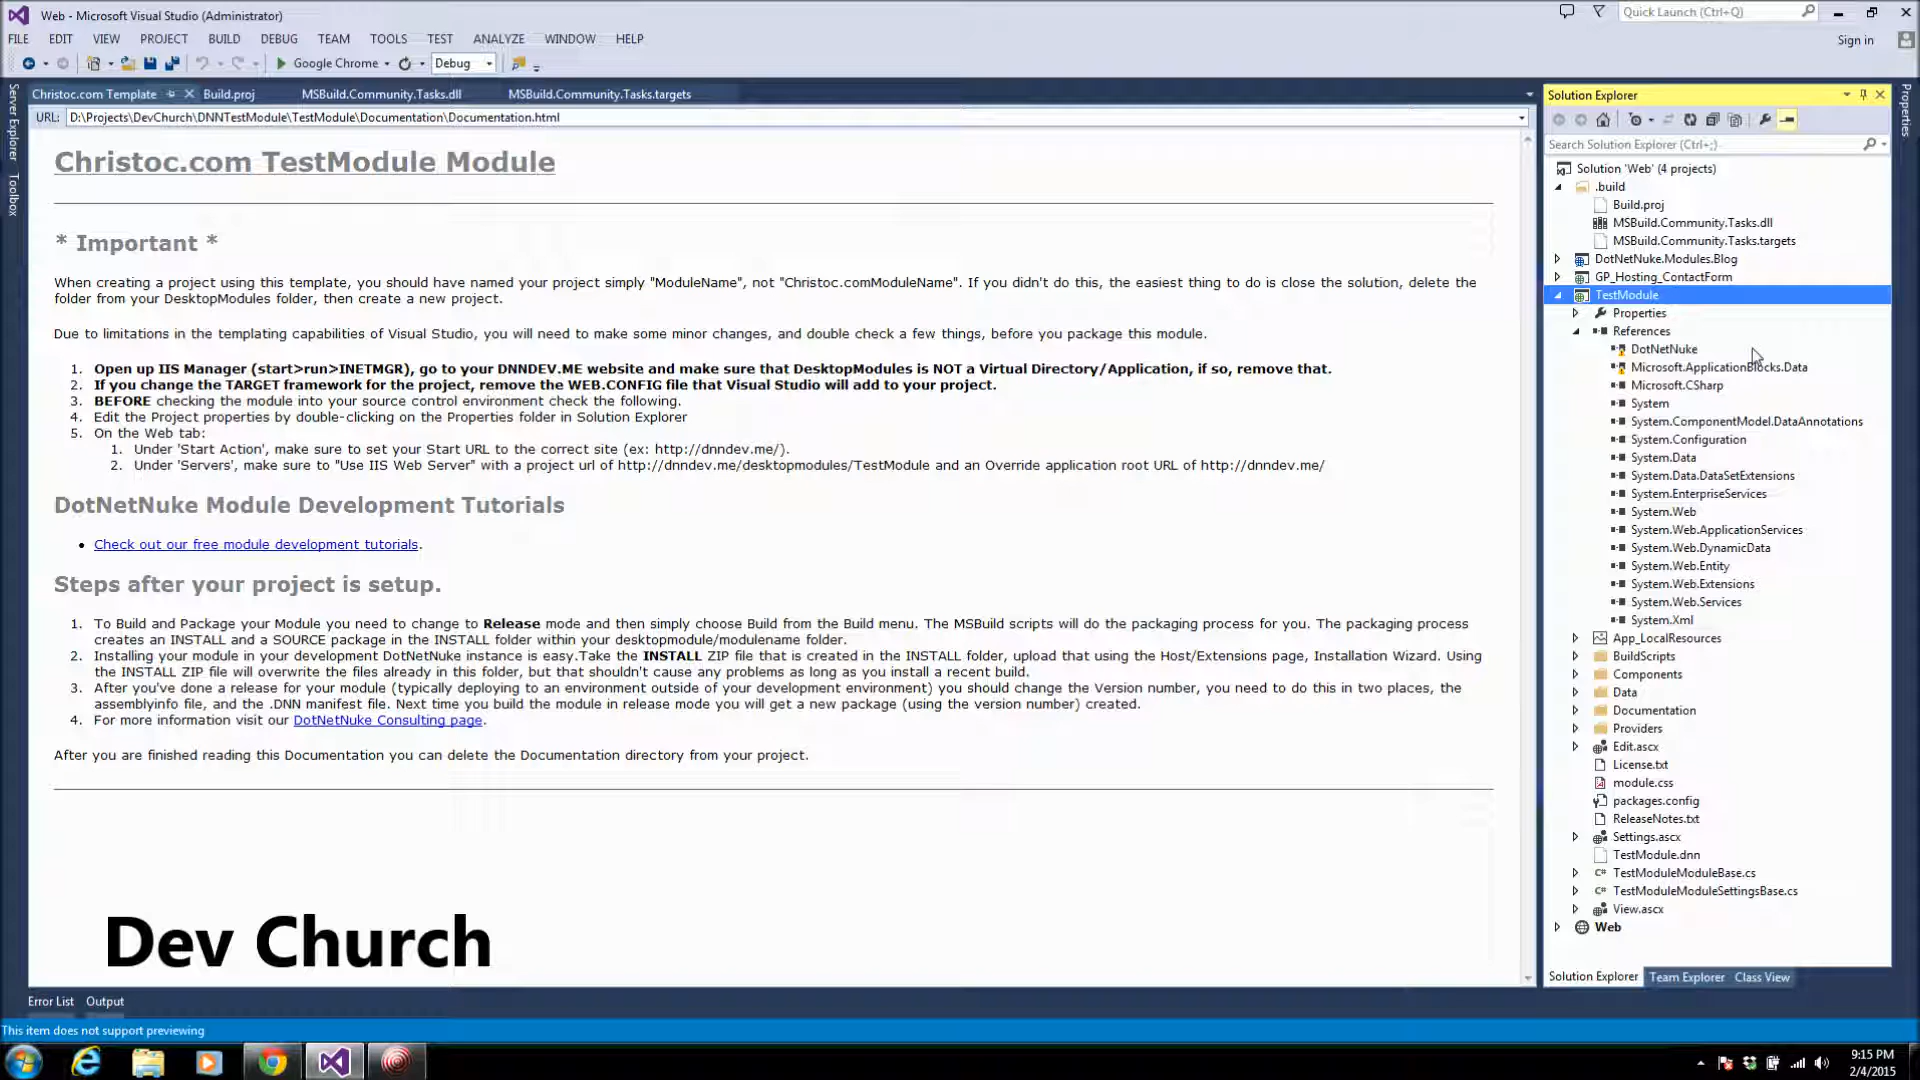 Web - Microsoft Visual Studio (Administrator)
Quick Launch (Ctrl+Q)
FILE EDIT VIEW PROJECT BUILD DEBUG TEAM TOOLS TEST ANALYZE WINDOW HELP
Sign in
Google Chrome Debug
Server Explorer
Toolbox
Christoc.com Template Build.proj MSBuild.Community.Tasks.dll MSBuild.Community.Tasks.targets
URL: D:\Projects\DevChurch\DNNTestModule\TestModule\Documentation\Documentation.html
Christoc.com TestModule Module
* Important *
When creating a project using this template, you should have named your project simply "ModuleName", not "Christoc.comModuleName". If you didn't do this, the easiest thing to do is close the solution, delete the
folder from your DesktopModules folder, then create a new project.
Due to limitations in the templating capabilities of Visual Studio, you will need to make some minor changes, and double check a few things, before you package this module.
1. Open up IIS Manager (start>run>INETMGR), go to your DNNDEV.ME website and make sure that DesktopModules is NOT a Virtual Directory/Application, if so, remove that.
2. If you change the TARGET framework for the project, remove the WEB.CONFIG file that Visual Studio will add to your project.
3. BEFORE checking the module into your source control environment check the following.
4. Edit the Project properties by double-clicking on the Properties folder in Solution Explorer
5. On the Web tab:
1. Under 'Start Action', make sure to set your Start URL to the correct site (ex: http://dnndev.me/).
2. Under 'Servers', make sure to "Use IIS Web Server" with a project url of http://dnndev.me/desktopmodules/TestModule and an Override application root URL of http://dnndev.me/
DotNetNuke Module Development Tutorials
• Check out our free module development tutorials.
Steps after your project is setup.
1. To Build and Package your Module you need to change to Release mode and then simply choose Build from the Build menu. The MSBuild scripts will do the packaging process for you. The packaging process
creates an INSTALL and a SOURCE package in the INSTALL folder within your desktopmodule/modulename folder.
2. Installing your module in your development DotNetNuke instance is easy.Take the INSTALL ZIP file that is created in the INSTALL folder, upload that using the Host/Extensions page, Installation Wizard. Using
the INSTALL ZIP file will overwrite the files already in this folder, but that shouldn't cause any problems as long as you install a recent build.
3. After you've done a release for your module (typically deploying to an environment outside of your development environment) you should change the Version number, you need to do this in two places, the
assemblyinfo file, and the .DNN manifest file. Next time you build the module in release mode you will get a new package (using the version number) created.
4. For more information visit our DotNetNuke Consulting page.
After you are finished reading this Documentation you can delete the Documentation directory from your project.
Dev Church
Solution Explorer
Search Solution Explorer (Ctrl+;)
Solution 'Web' (4 projects)
.build
Build.proj
MSBuild.Community.Tasks.dll
MSBuild.Community.Tasks.targets
DotNetNuke.Modules.Blog
GP_Hosting_ContactForm
TestModule
Properties
References
DotNetNuke
Microsoft.ApplicationBlocks.Data
Microsoft.CSharp
System
System.ComponentModel.DataAnnotations
System.Configuration
System.Data
System.Data.DataSetExtensions
System.EnterpriseServices
System.Web
System.Web.ApplicationServices
System.Web.DynamicData
System.Web.Entity
System.Web.Extensions
System.Web.Services
System.Xml
App_LocalResources
BuildScripts
Components
Data
Documentation
Providers
Edit.ascx
License.txt
module.css
packages.config
ReleaseNotes.txt
Settings.ascx
TestModule.dnn
TestModuleModuleBase.cs
TestModuleModuleSettingsBase.cs
View.ascx
Web
Solution Explorer Team Explorer Class View
Properties
Error List Output
This item does not support previewing
9:15 PM
2/4/2015